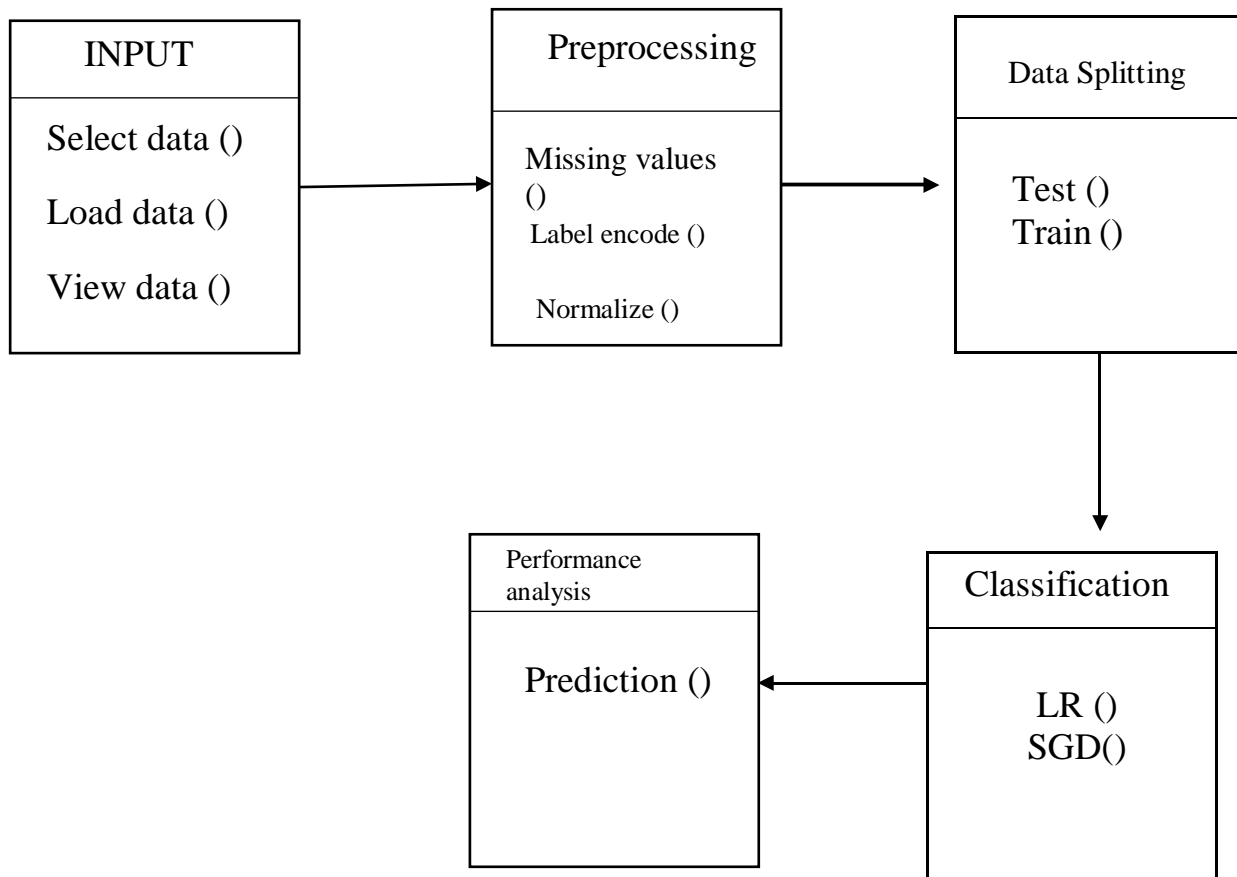 INPUT
Select data ()
Load data ()
View data ()
Preprocessing
Missing values
()
Label encode ()
Normalize ()
Data Splitting
Test ()
Train ()
Classification
LR ()
SGD()
Performance
analysis
Prediction ()